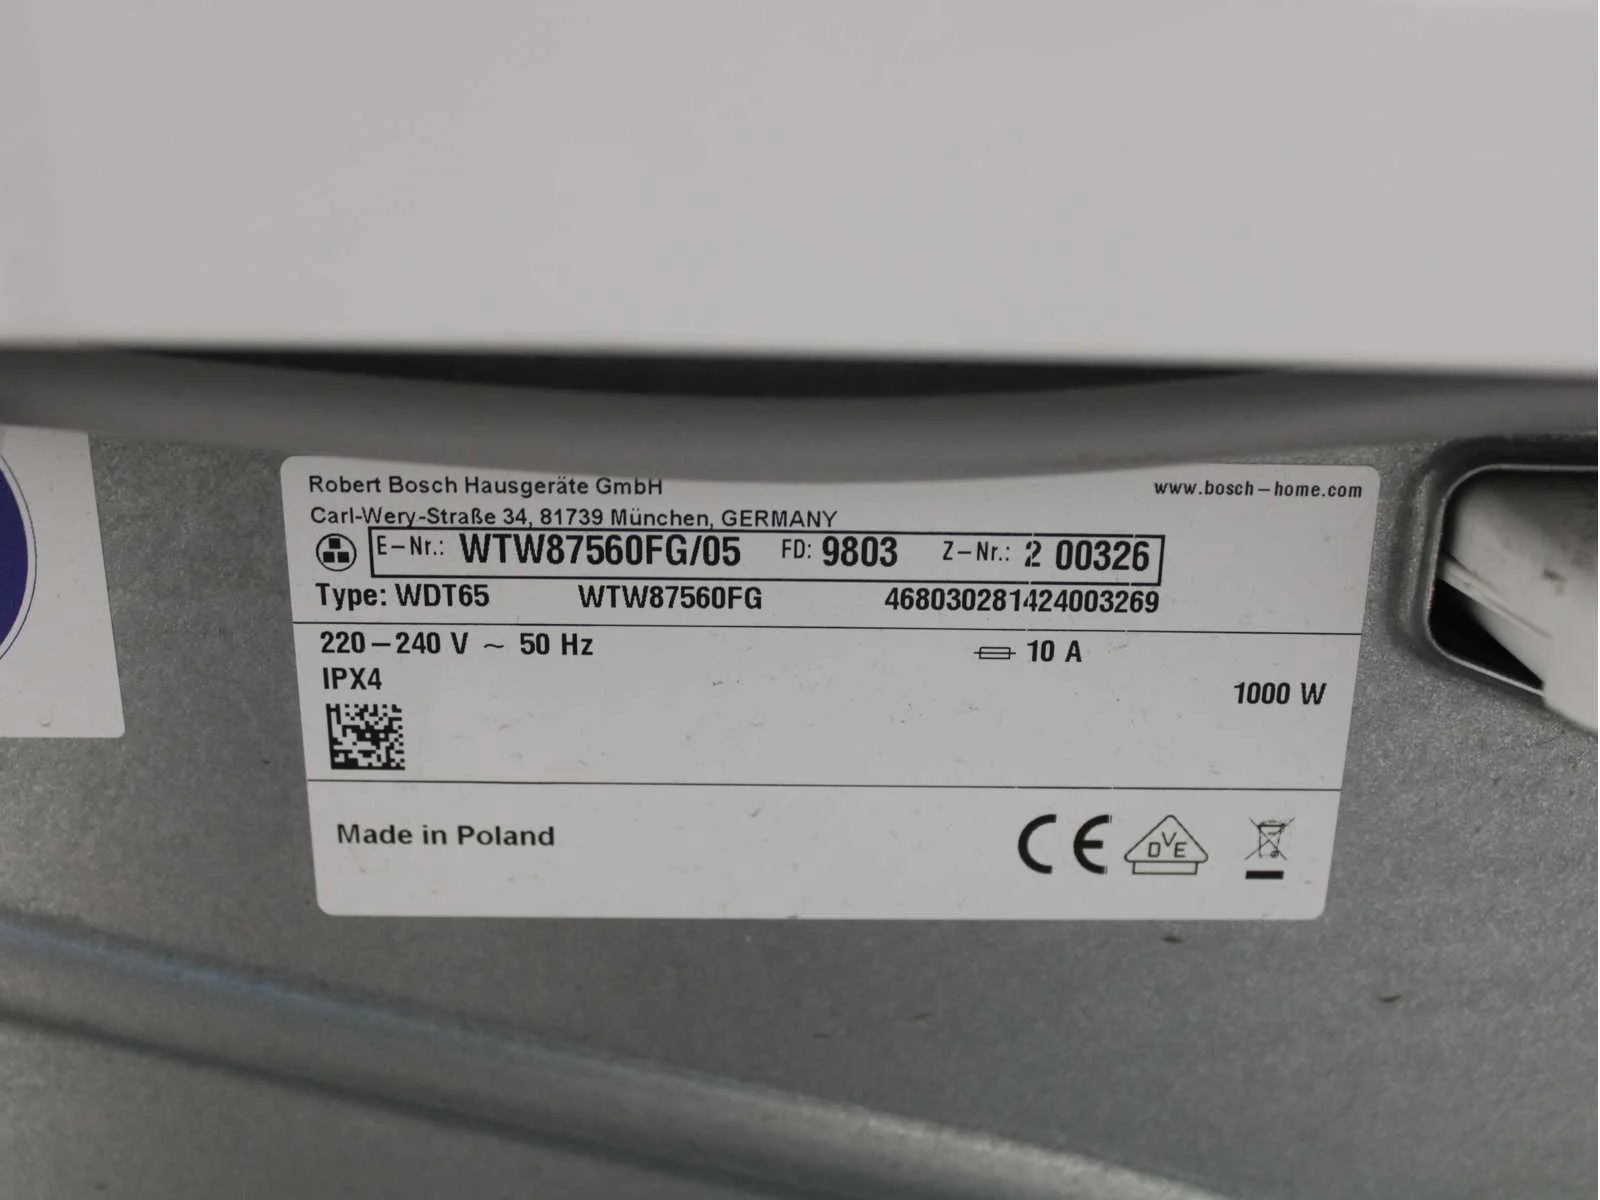 Robert Bosch Hausgeräte GmbH www.bosch-home.com
Carl-Wery-Straße 34, 81739 München, GERMANY
E-Nr.: WTW87560FG/05 FD: 9803 Z-Nr.: 2 00326
Type: WDT65 WTW87560FG 468030281424003269
220-240 V ~ 50 Hz 10 A
IPX4
1000 W
Made in Poland
CE DVE